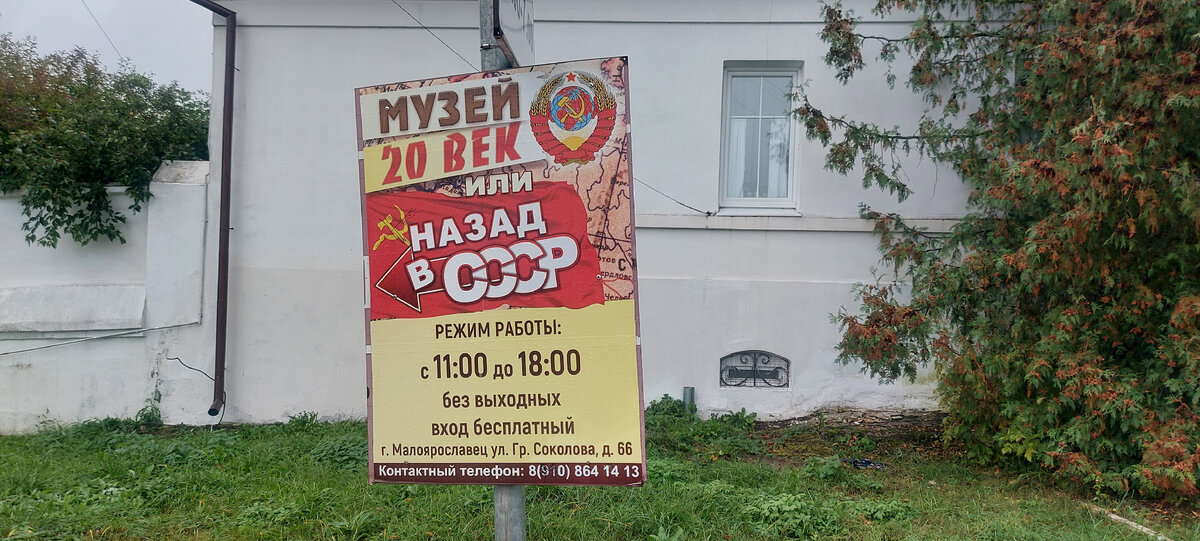 МУЗЕЙ
20 ВЕК
ИЛИ
НАЗАД
В СССР
РЕЖИМ РАБОТЫ:
с 11:00 до 18:00
без выходных
вход бесплатный
г. Малоярославец ул. Гр. Соколова, д. 66
Контактный телефон: 8(910) 864 14 13